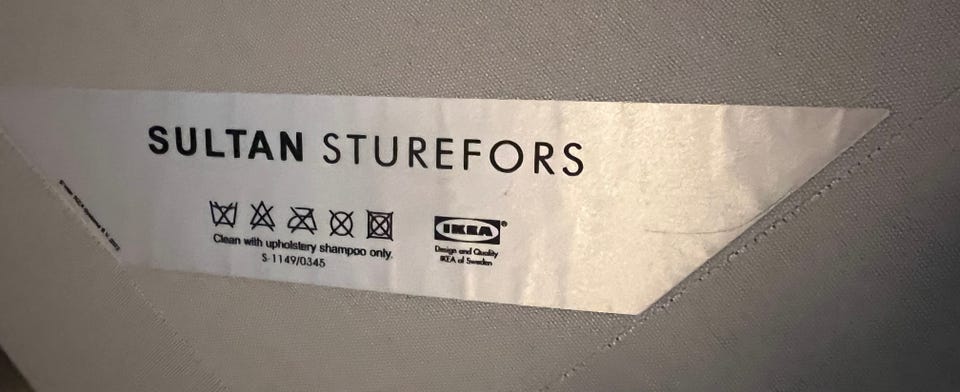 SULTAN STUREFORS
Clean with upholstery shampoo only.
S-1149/0345
IKEA®
Design and Quality
IKEA of Sweden